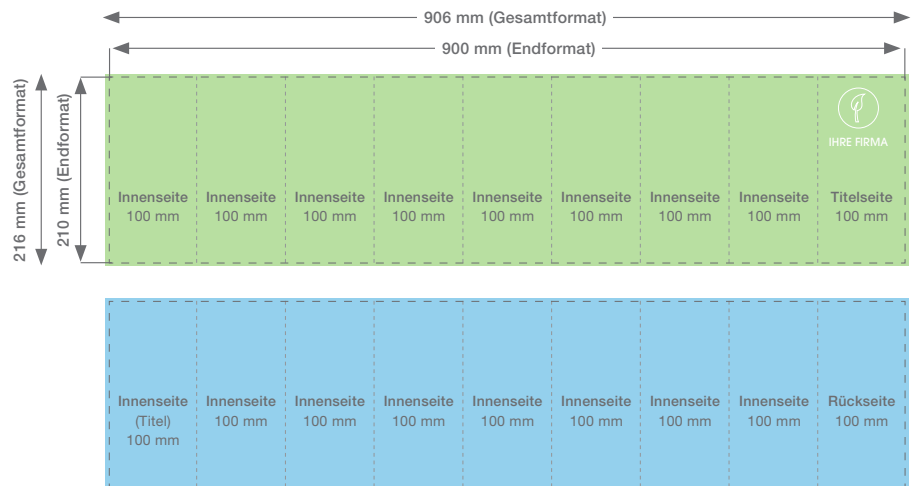 906 mm (Gesamtformat)
900 mm (Endformat)
216 mm (Gesamtformat)
210 mm (Endformat)
IHRE FIRMA
Innenseite Innenseite Innenseite Innenseite Innenseite Innenseite Innenseite Innenseite Titelseite
100 mm 100 mm 100 mm 100 mm 100 mm 100 mm 100 mm 100 mm 100 mm
Innenseite Innenseite Innenseite Innenseite Innenseite Innenseite Innenseite Innenseite Rückseite
(Titel) 100 mm 100 mm 100 mm 100 mm 100 mm 100 mm 100 mm 100 mm
100 mm